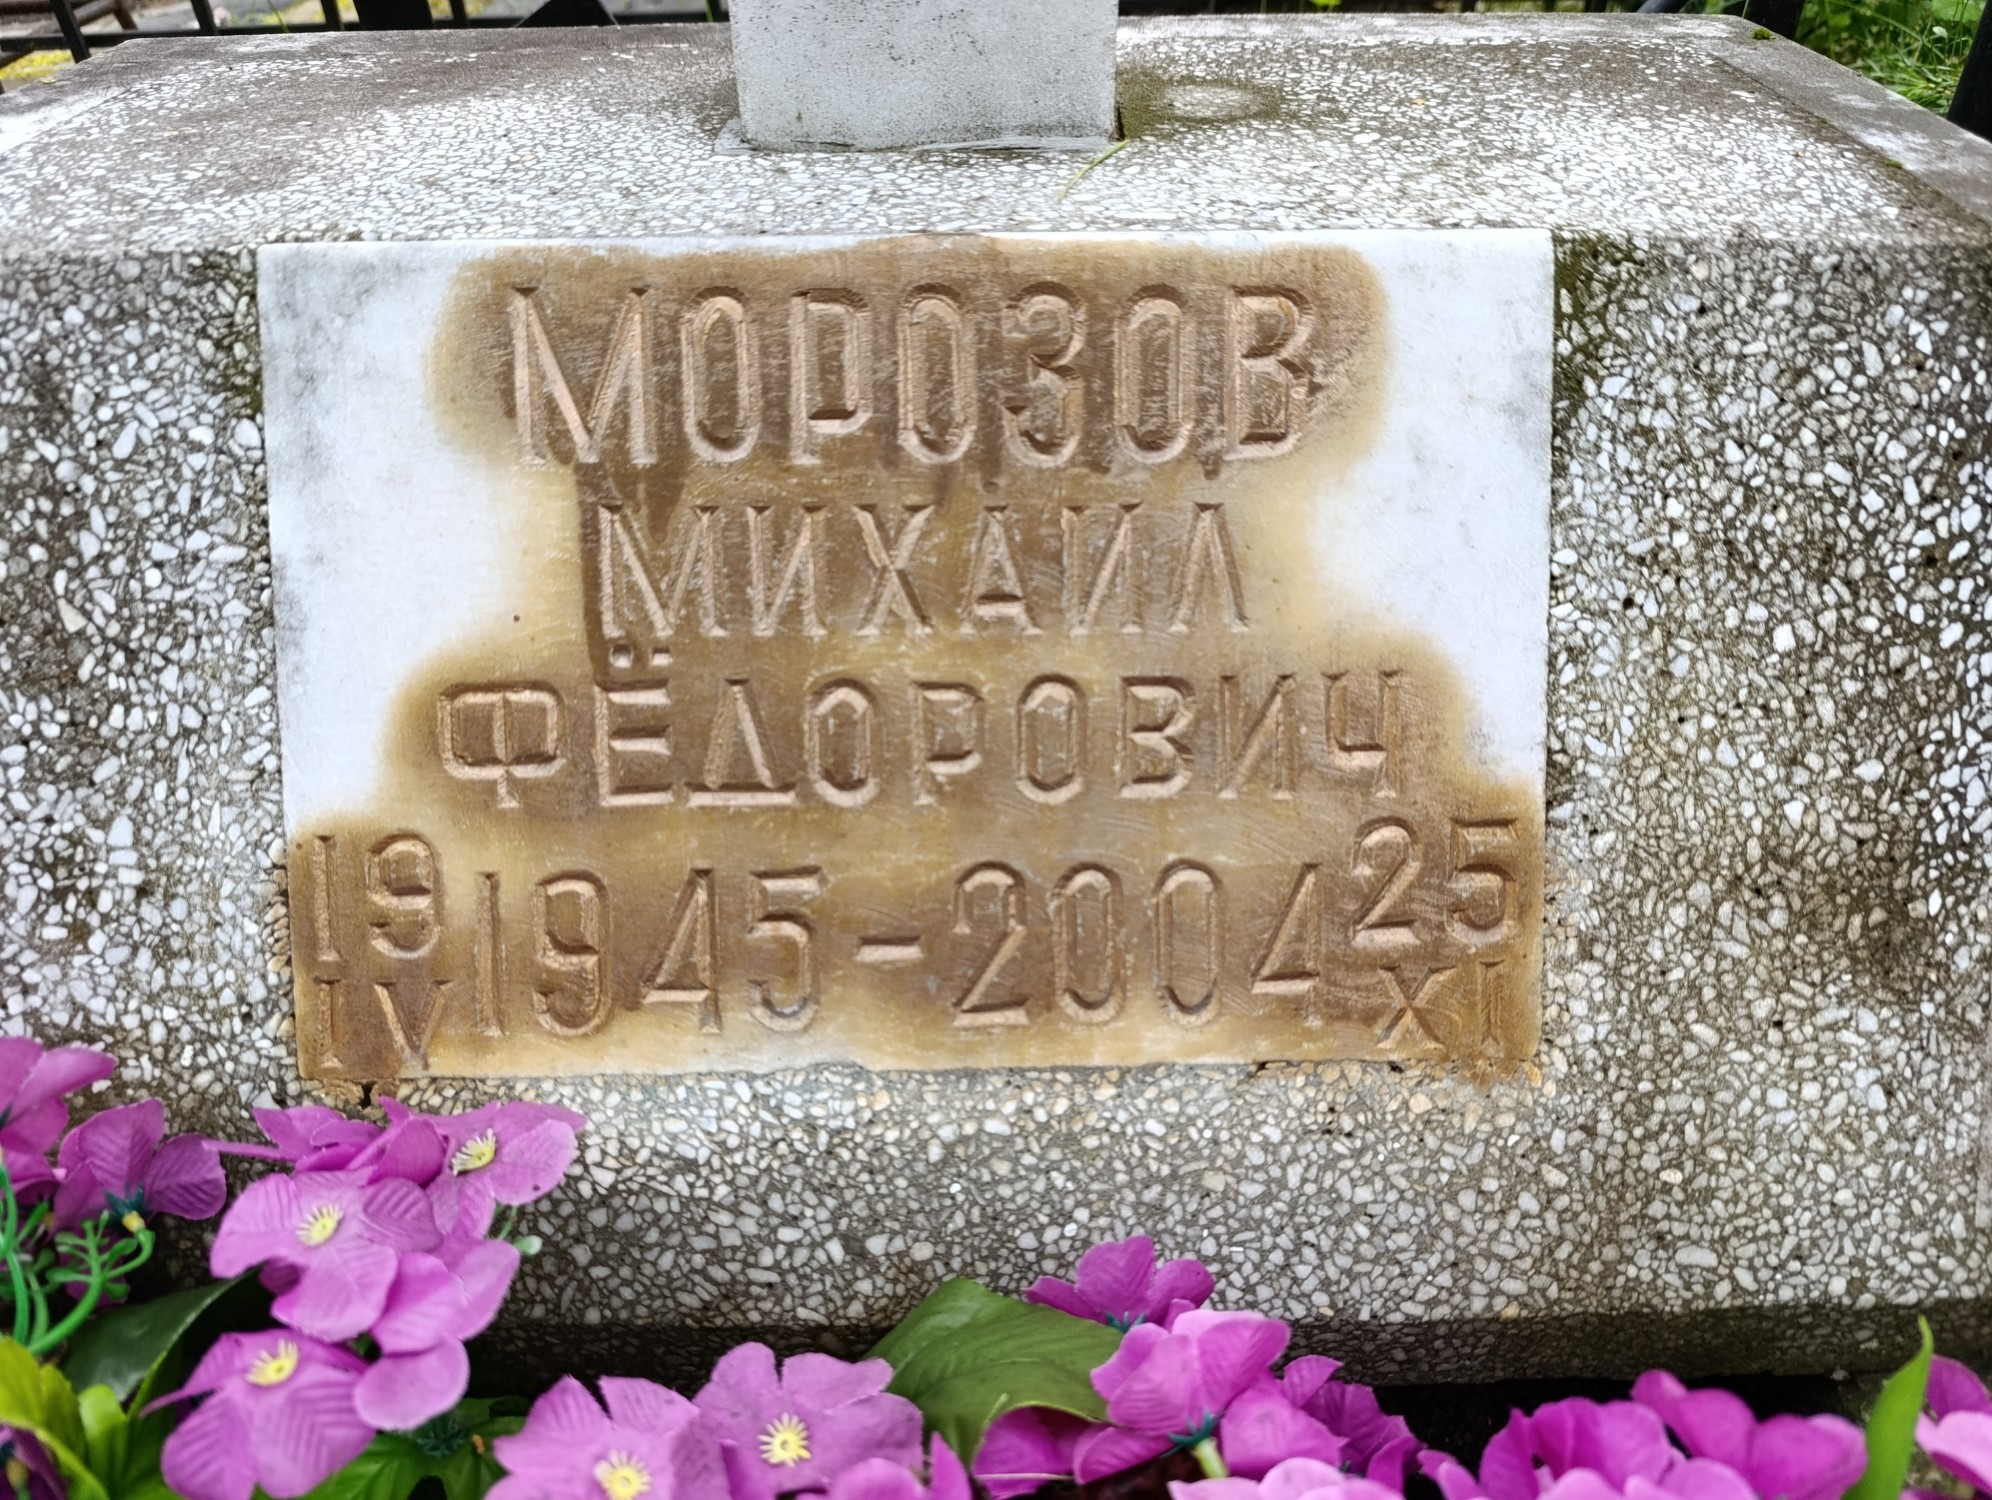 МОРОЗОВ
МИХАИЛ
ФЁДОРОВИЧ
19 IV 1945-2004 25 XI